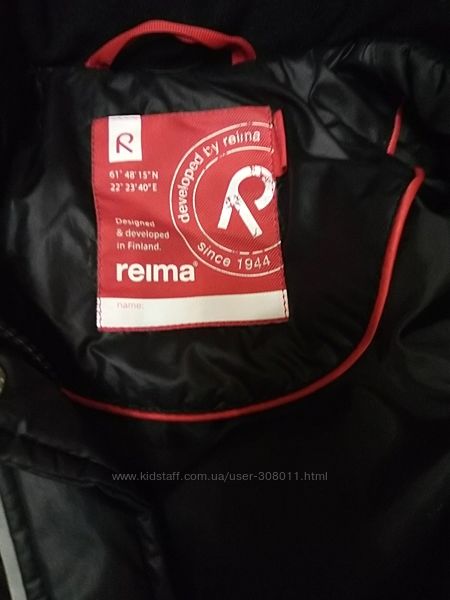 R
61° 48' 15" N
22° 23' 40" E
Designed
& developed
in Finland.
reima®
name:
developed by reima
R
since 1944
www.kidstaff.com.ua/user-308011.html